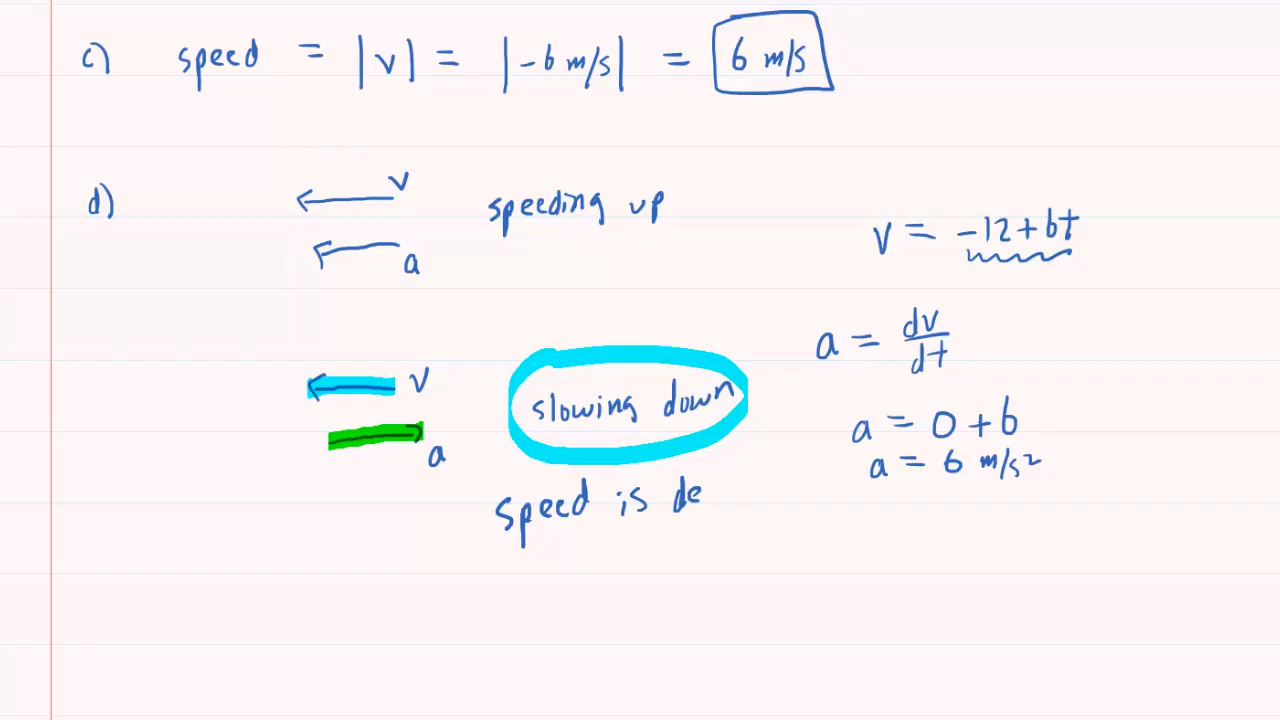 c) speed = |v| = |-6 m/s| = 6 m/s
d)
v
speeding up
a
v = -12+6t
a = dv/dt
v
slowing down
a
a = 0+6
a = 6 m/s²
speed is de